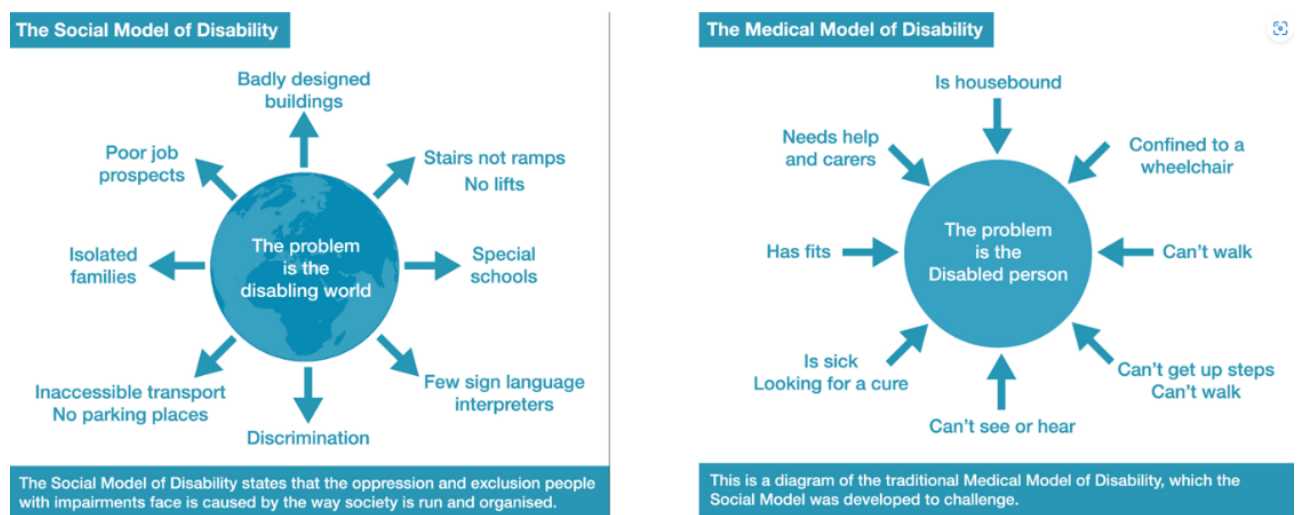 The Social Model of Disability
Badly designed
buildings
Stairs not ramps
No lifts
Special
schools
Few sign language
interpreters
Discrimination
Inaccessible transport
No parking places
Isolated
families
Poor job
prospects
The problem
is the
disabling world
The Social Model of Disability states that the oppression and exclusion people
with impairments face is caused by the way society is run and organised.
The Medical Model of Disability
Is housebound
Confined to a
wheelchair
Can't walk
Can't get up steps
Can't walk
Can't see or hear
Is sick
Looking for a cure
Has fits
Needs help
and carers
The problem
is the
Disabled person
This is a diagram of the traditional Medical Model of Disability, which the
Social Model was developed to challenge.